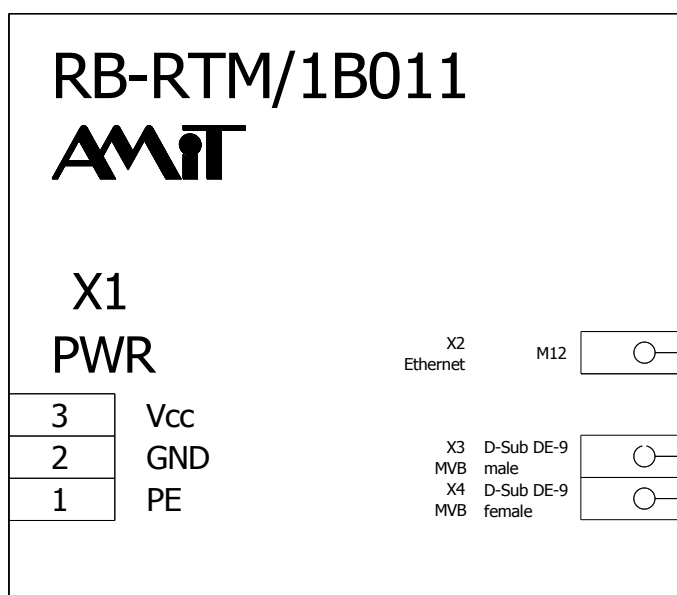 RB-RTM/1B011
AMiT
X1
PWR
3 Vcc
2 GND
1 PE
X2
Ethernet
M12
X3 D-Sub DE-9
MVB male
X4 D-Sub DE-9
MVB female